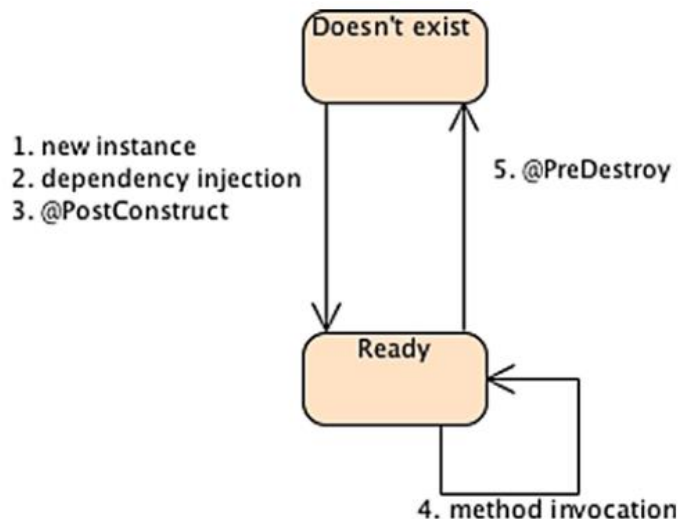 Doesn't exist
1. new instance
2. dependency injection
3. @PostConstruct
5. @PreDestroy
Ready
4. method invocation